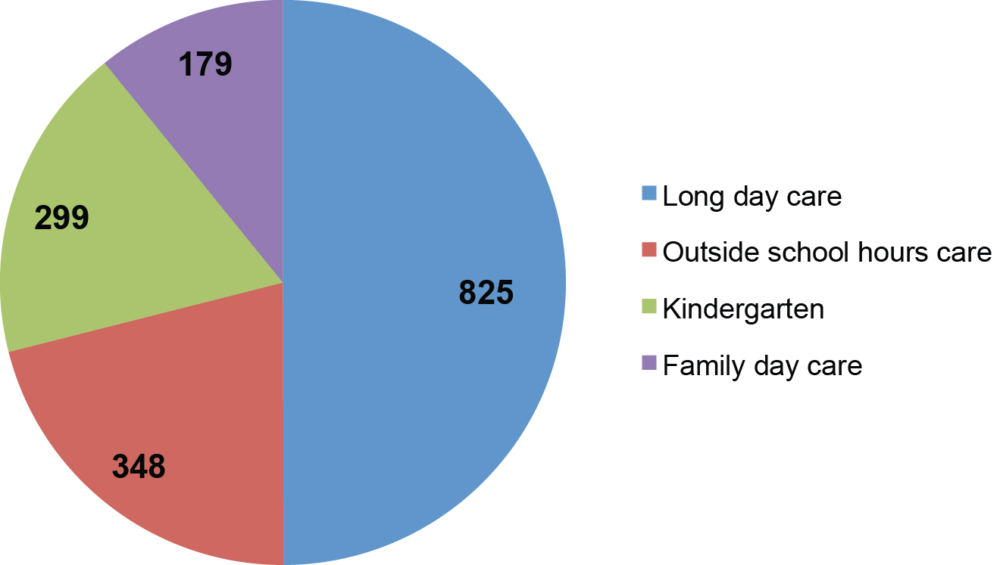 179
299
825
348
Long day care
Outside school hours care
Kindergarten
Family day care